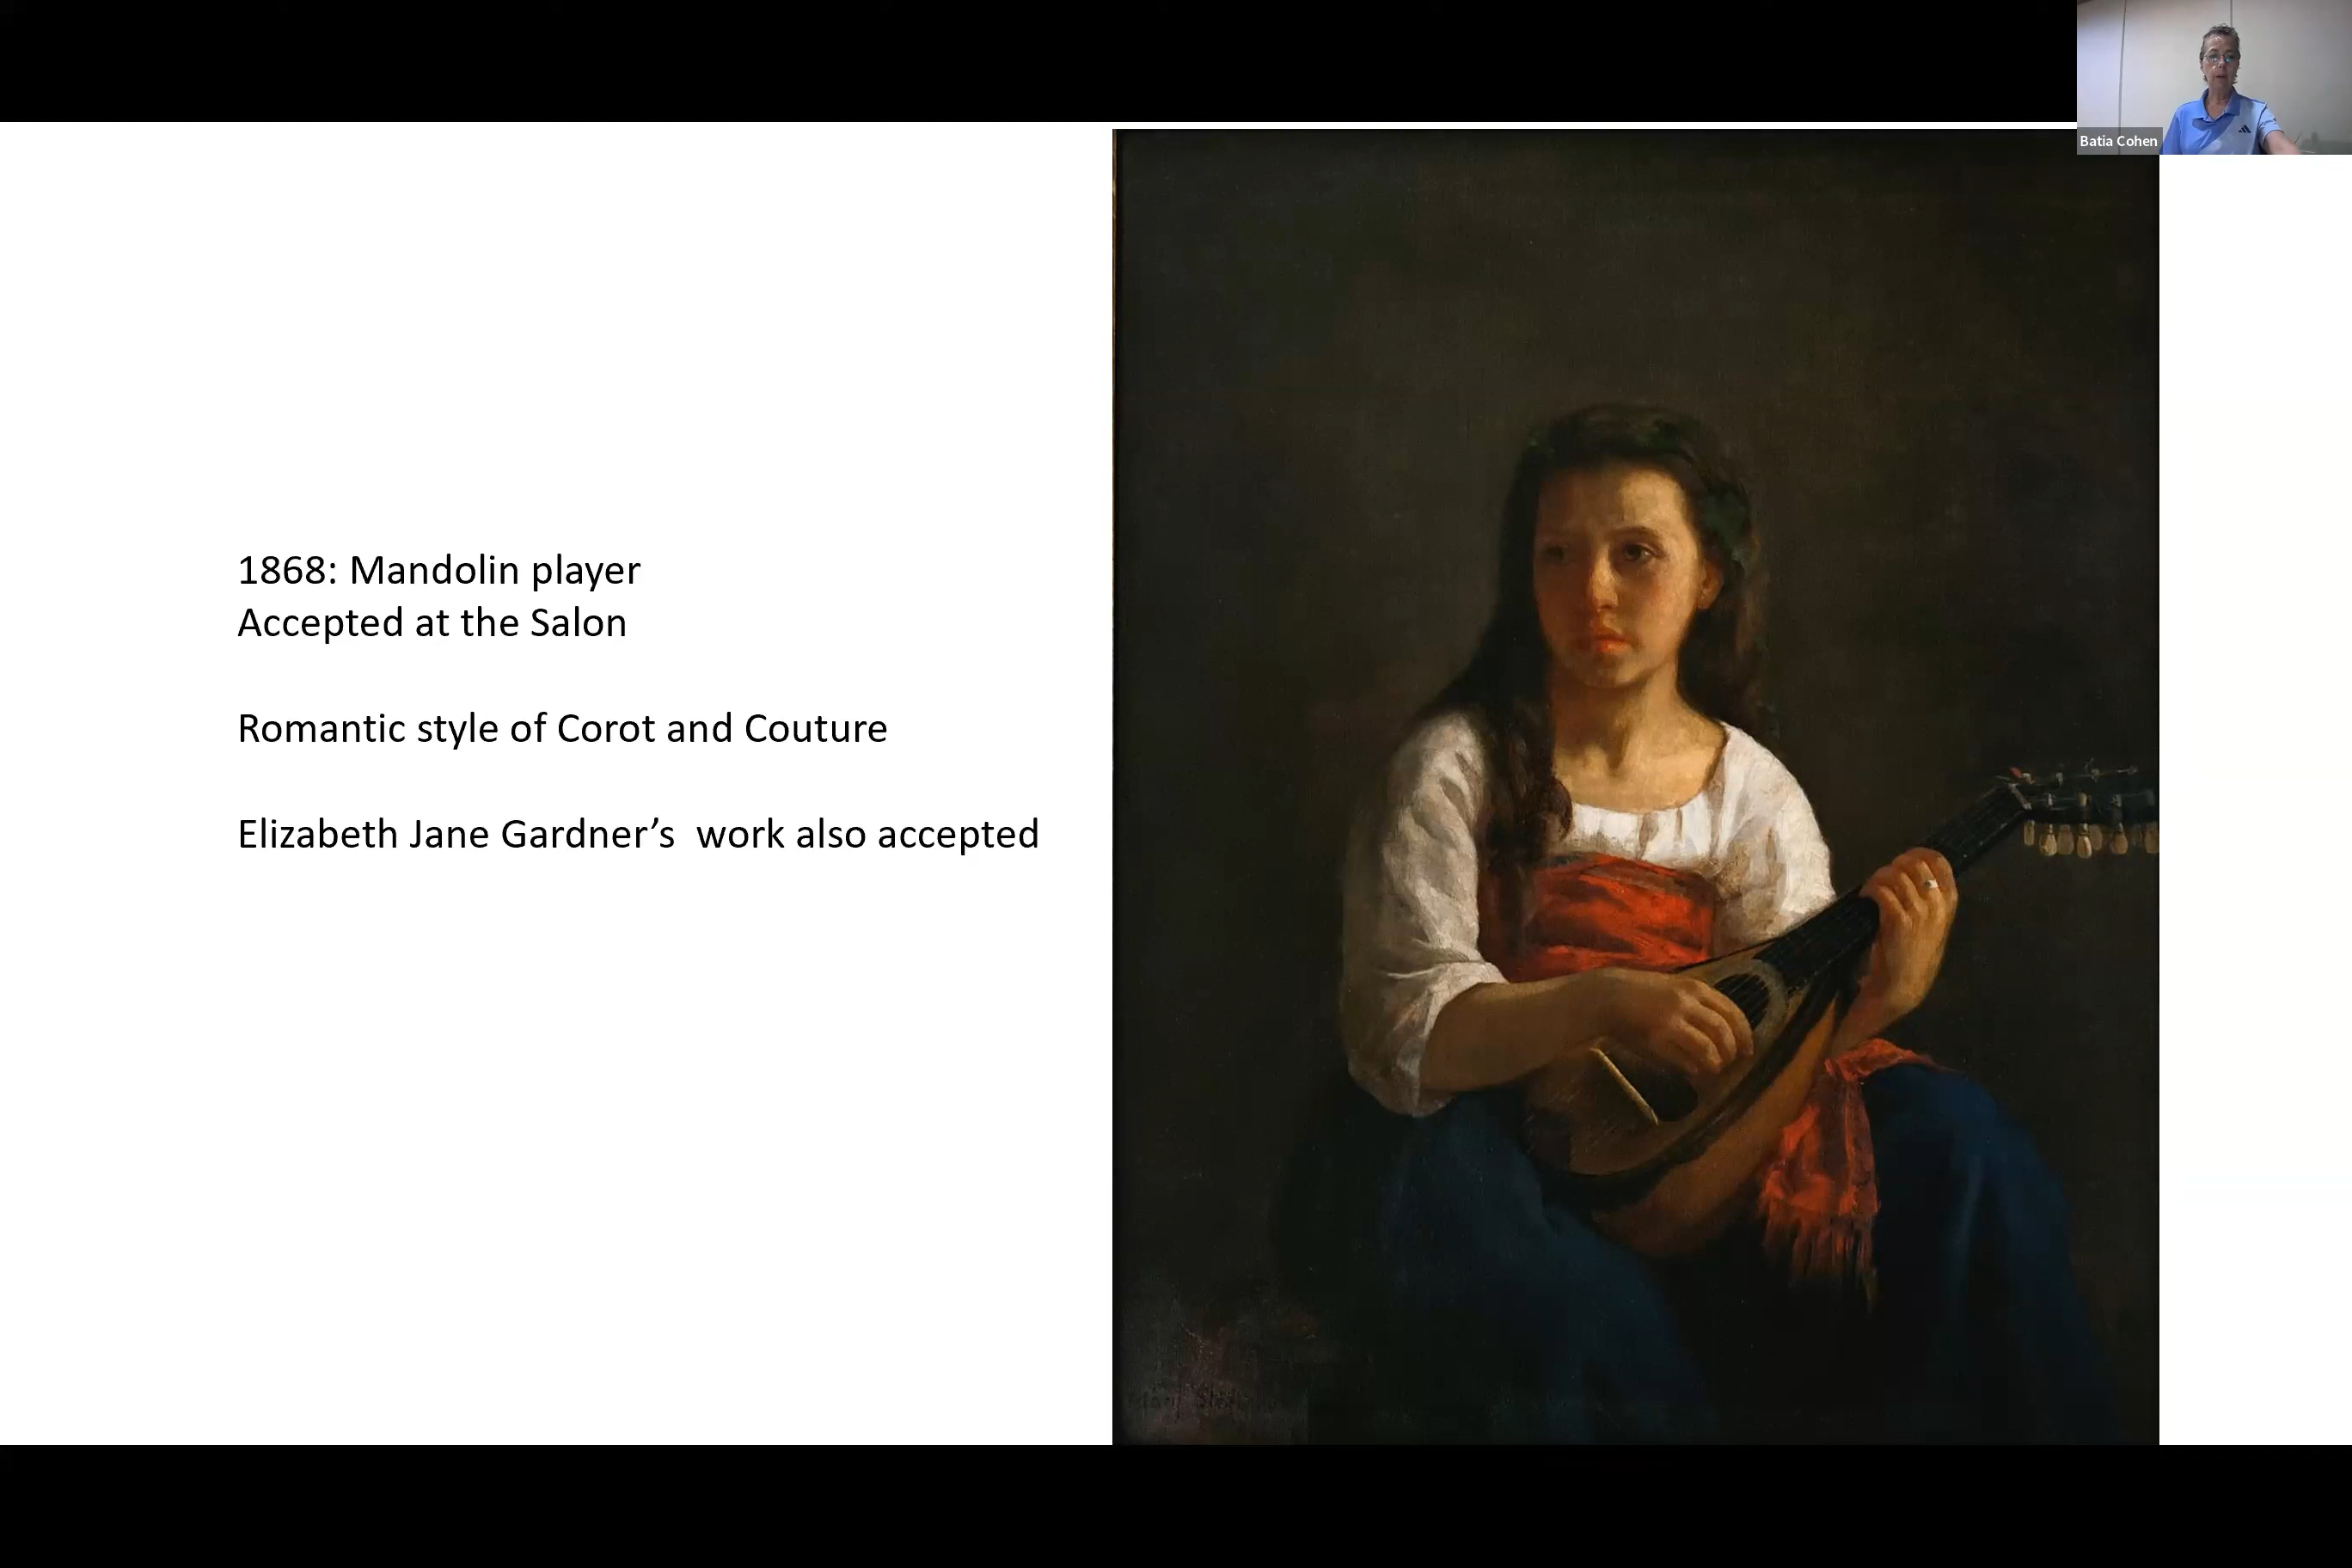 Batia Cohen
1868: Mandolin player
Accepted at the Salon
Romantic style of Corot and Couture
Elizabeth Jane Gardner’s  work also accepted